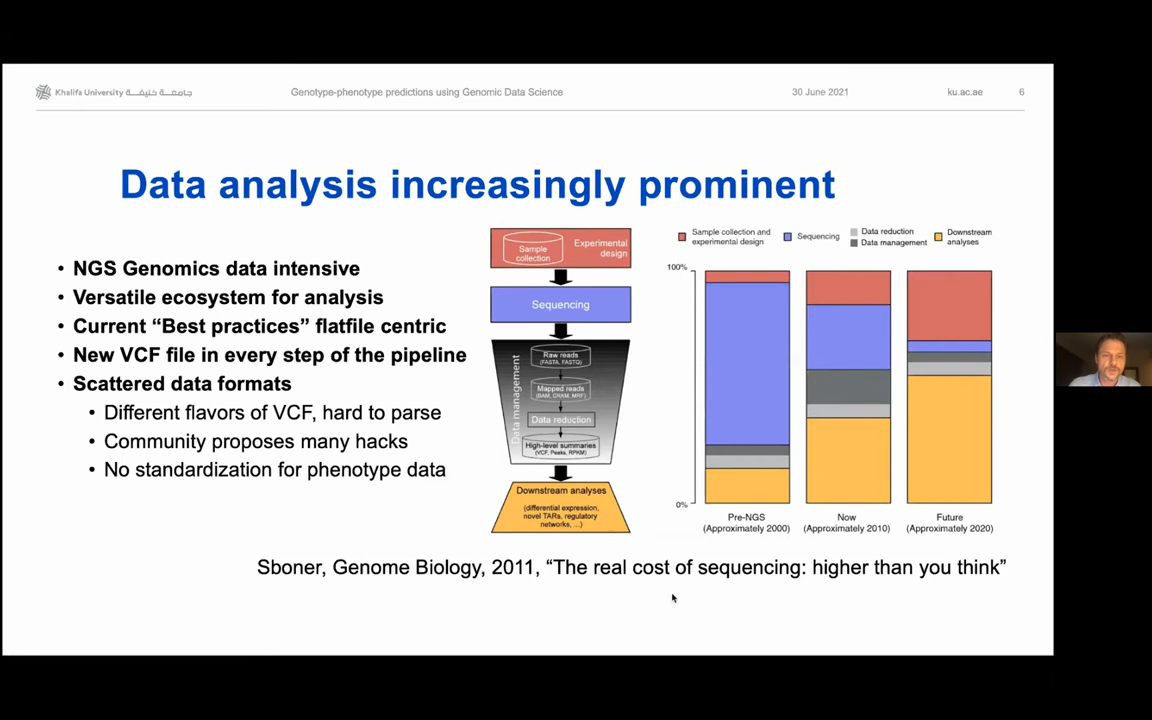 Khalifa University جامعـــة خليفـــة
Genotype-phenotype predictions using Genomic Data Science
30 June 2021
ku.ac.ae
6
Data analysis increasingly prominent
• NGS Genomics data intensive
• Versatile ecosystem for analysis
• Current “Best practices” flatfile centric
• New VCF file in every step of the pipeline
• Scattered data formats
• Different flavors of VCF, hard to parse
• Community proposes many hacks
• No standardization for phenotype data
Sample
collection
Experimental
design
Sequencing
Data management
Raw reads
(FASTA, FASTQ)
Mapped reads
(BAM, CRAM, MRF)
Data reduction
High-level summaries
(VCF, Peaks, RPKM)
Downstream analyses
(differential expression,
novel TARs, regulatory
networks, ...)
Sample collection and
experimental design
Sequencing
Data reduction
Data management
Downstream
analyses
100%
0%
Pre-NGS
(Approximately 2000)
Now
(Approximately 2010)
Future
(Approximately 2020)
Sboner, Genome Biology, 2011, “The real cost of sequencing: higher than you think”